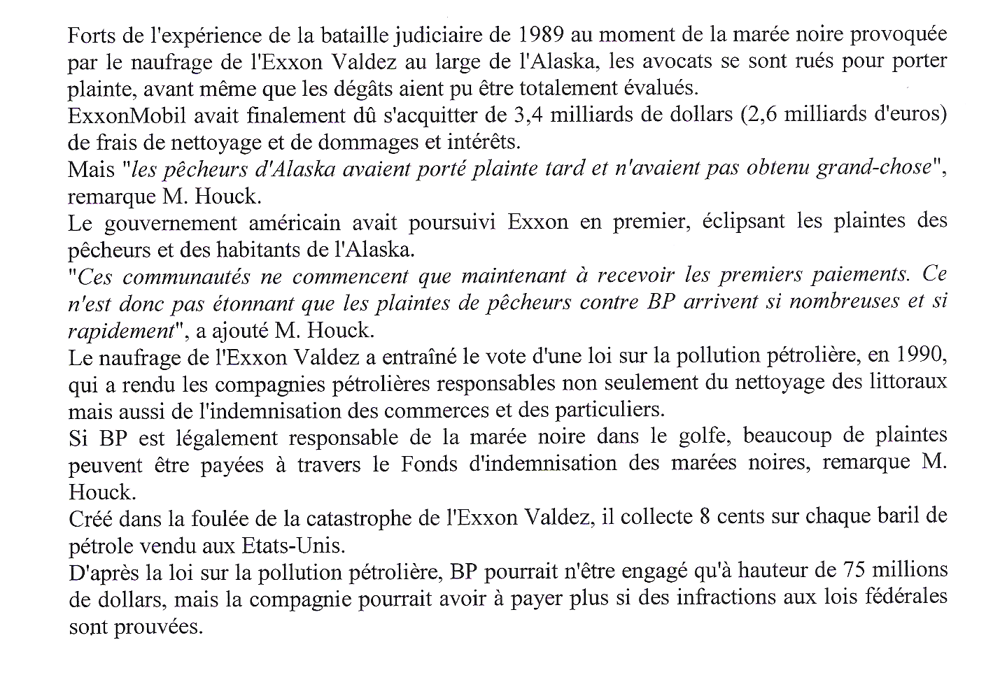 Forts de l'expérience de la bataille judiciaire de 1989 au moment de la marée noire provoquée
par le naufrage de l'Exxon Valdez au large de l'Alaska, les avocats se sont rués pour porter
plainte, avant même que les dégâts aient pu être totalement évalués.
ExxonMobil avait finalement dû s'acquitter de 3,4 milliards de dollars (2,6 milliards d'euros)
de frais de nettoyage et de dommages et intérêts.
Mais "les pêcheurs d'Alaska avaient porté plainte tard et n'avaient pas obtenu grand-chose",
remarque M. Houck.
Le gouvernement américain avait poursuivi Exxon en premier, éclipsant les plaintes des
pêcheurs et des habitants de l'Alaska.
"Ces communautés ne commencent que maintenant à recevoir les premiers paiements. Ce
n'est donc pas étonnant que les plaintes de pêcheurs contre BP arrivent si nombreuses et si
rapidement", a ajouté M. Houck.
Le naufrage de l'Exxon Valdez a entraîné le vote d'une loi sur la pollution pétrolière, en 1990,
qui a rendu les compagnies pétrolières responsables non seulement du nettoyage des littoraux
mais aussi de l'indemnisation des commerces et des particuliers.
Si BP est légalement responsable de la marée noire dans le golfe, beaucoup de plaintes
peuvent être payées à travers le Fonds d'indemnisation des marées noires, remarque M.
Houck.
Créé dans la foulée de la catastrophe de l'Exxon Valdez, il collecte 8 cents sur chaque baril de
pétrole vendu aux Etats-Unis.
D'après la loi sur la pollution pétrolière, BP pourrait n'être engagé qu'à hauteur de 75 millions
de dollars, mais la compagnie pourrait avoir à payer plus si des infractions aux lois fédérales
sont prouvées.